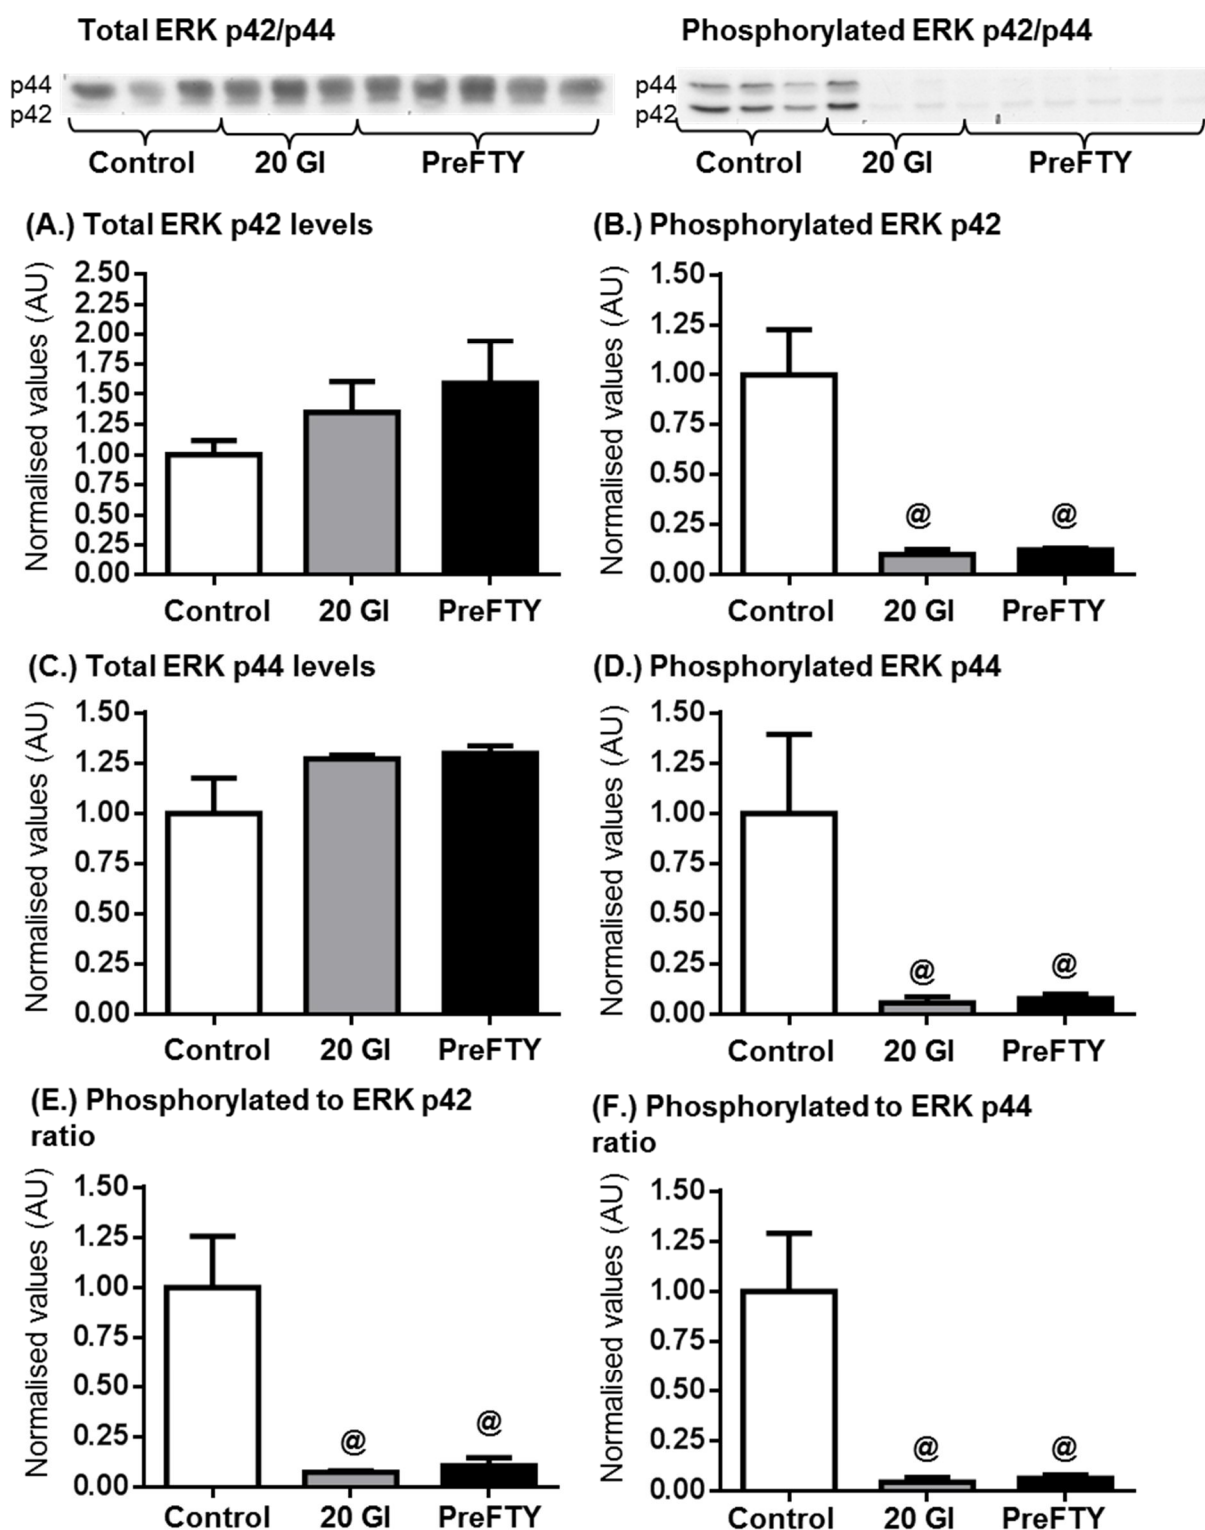 Total ERK p42/p44
Phosphorylated ERK p42/p44
p44
p42
Control 20 GI PreFTY
p44
p42
Control 20 GI PreFTY
(A.) Total ERK p42 levels
Normalised values (AU)
2.50
2.25
2.00
1.75
1.50
1.25
1.00
0.75
0.50
0.25
0.00
Control 20 GI PreFTY
(B.) Phosphorylated ERK p42
Normalised values (AU)
1.50
1.25
1.00
0.75
0.50
0.25
0.00
@ @
Control 20 GI PreFTY
(C.) Total ERK p44 levels
Normalised values (AU)
1.50
1.25
1.00
0.75
0.50
0.25
0.00
Control 20 GI PreFTY
(D.) Phosphorylated ERK p44
Normalised values (AU)
1.50
1.25
1.00
0.75
0.50
0.25
0.00
@ @
Control 20 GI PreFTY
(E.) Phosphorylated to ERK p42
ratio
Normalised values (AU)
1.50
1.25
1.00
0.75
0.50
0.25
0.00
@ @
Control 20 GI PreFTY
(F.) Phosphorylated to ERK p44
ratio
Normalised values (AU)
1.50
1.25
1.00
0.75
0.50
0.25
0.00
@ @
Control 20 GI PreFTY